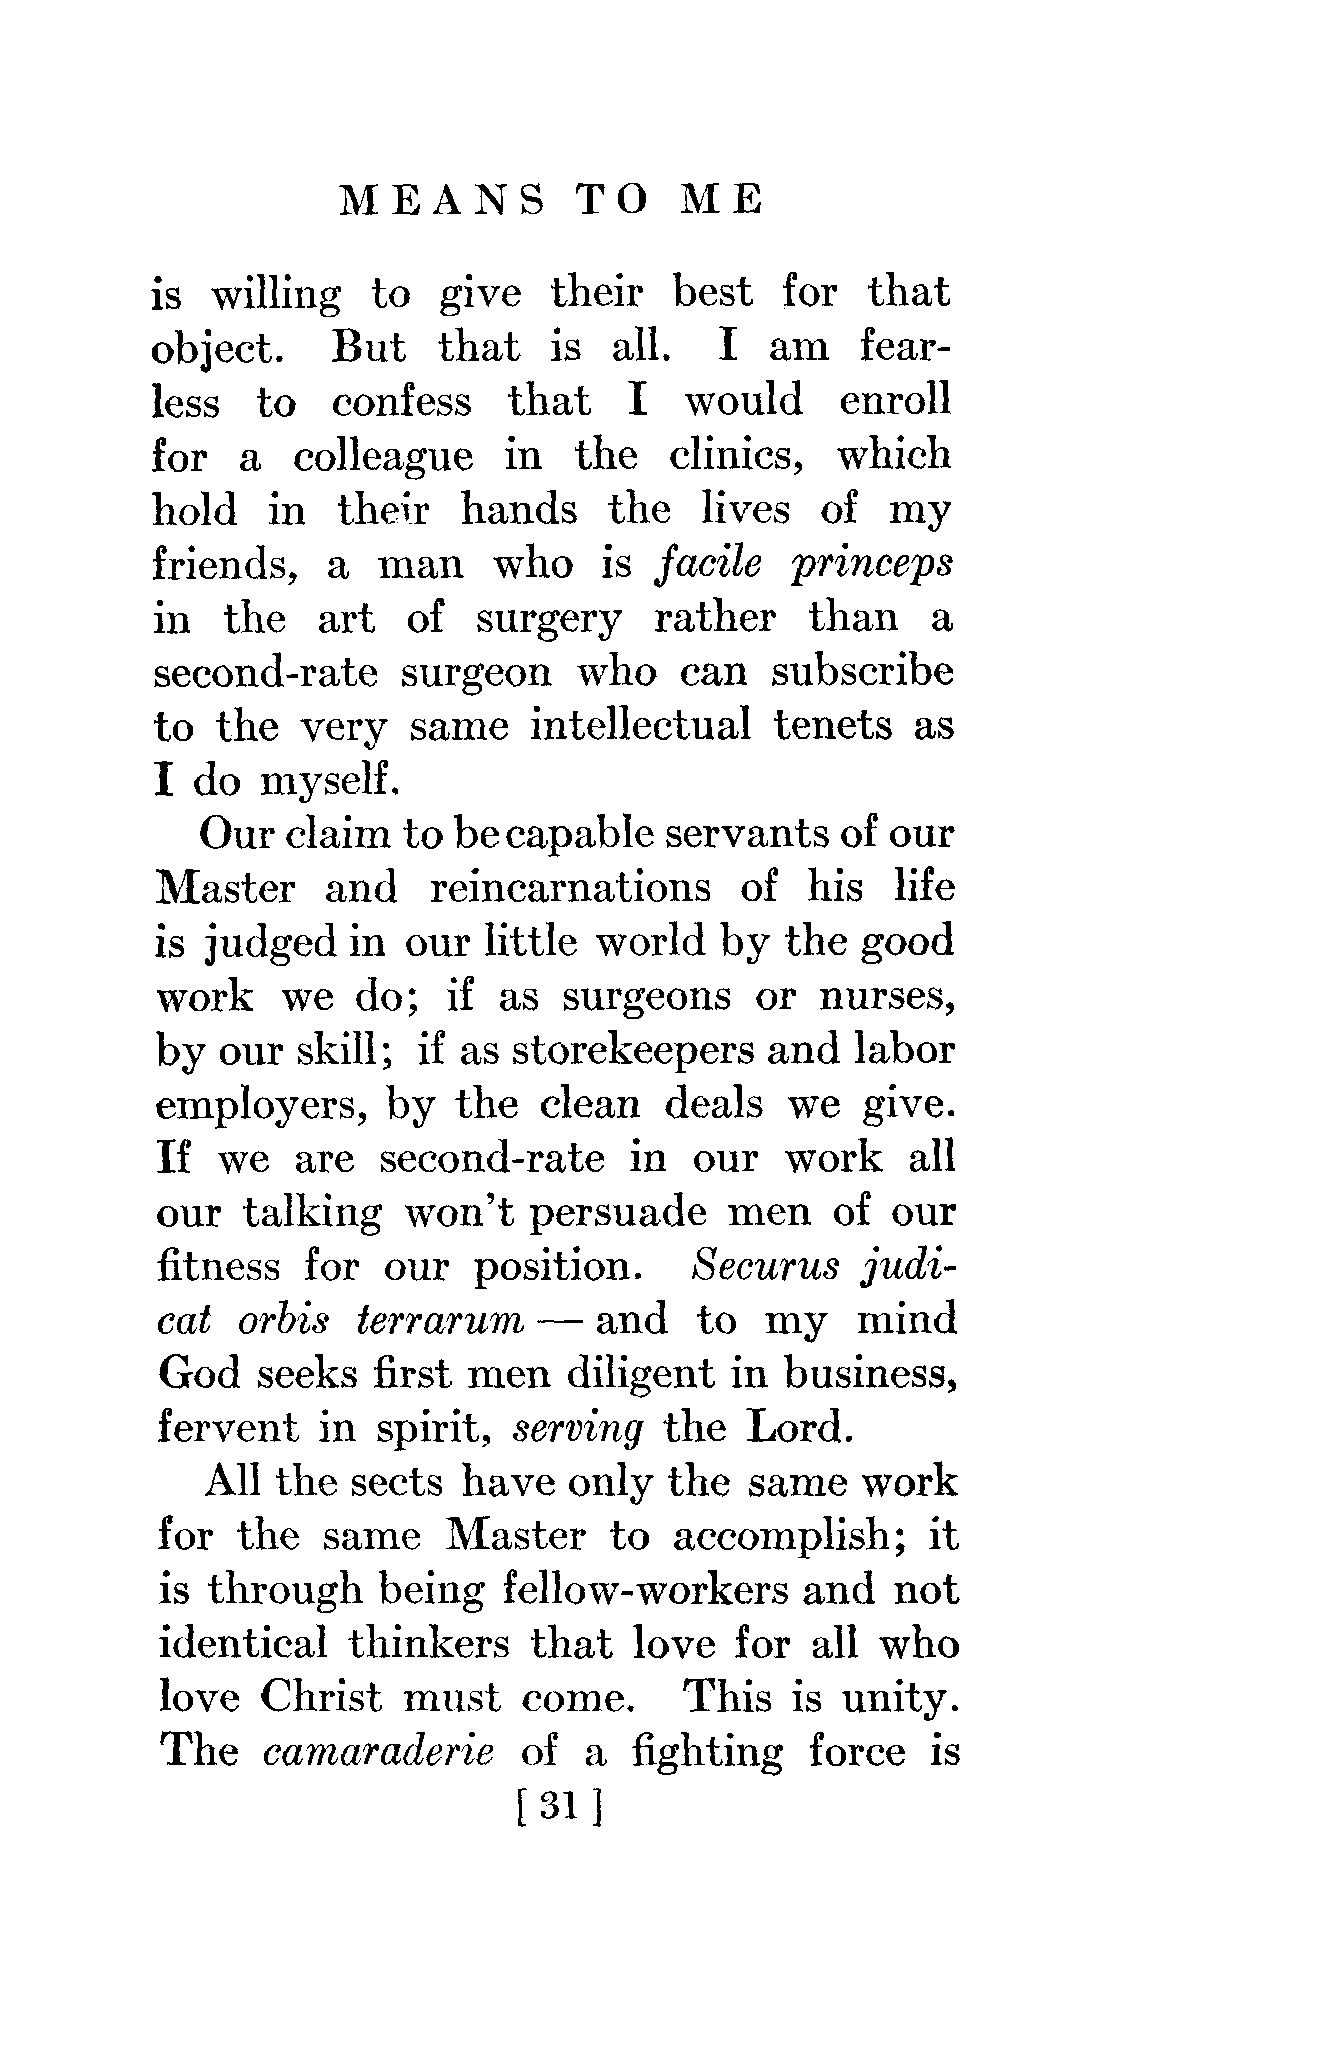 MEANS TO ME
is willing to give their best for that
object. But that is all. I am fear-
less to confess that I would enroll
for a colleague in the clinics, which
hold in their hands the lives of my
friends, a man who is facile princeps
in the art of surgery rather than a
second-rate surgeon who can subscribe
to the very same intellectual tenets as
I do myself.
Our claim to be capable servants of our
Master and reincarnations of his life
is judged in our little world by the good
work we do; if as surgeons or nurses,
by our skill; if as storekeepers and labor
employers, by the clean deals we give.
If we are second-rate in our work all
our talking won't persuade men of our
fitness for our position. Securus judi-
cat orbis terrarum — and to my mind
God seeks first men diligent in business,
fervent in spirit, serving the Lord.
All the sects have only the same work
for the same Master to accomplish; it
is through being fellow-workers and not
identical thinkers that love for all who
love Christ must come. This is unity.
The camaraderie of a fighting force is
[ 31 ]